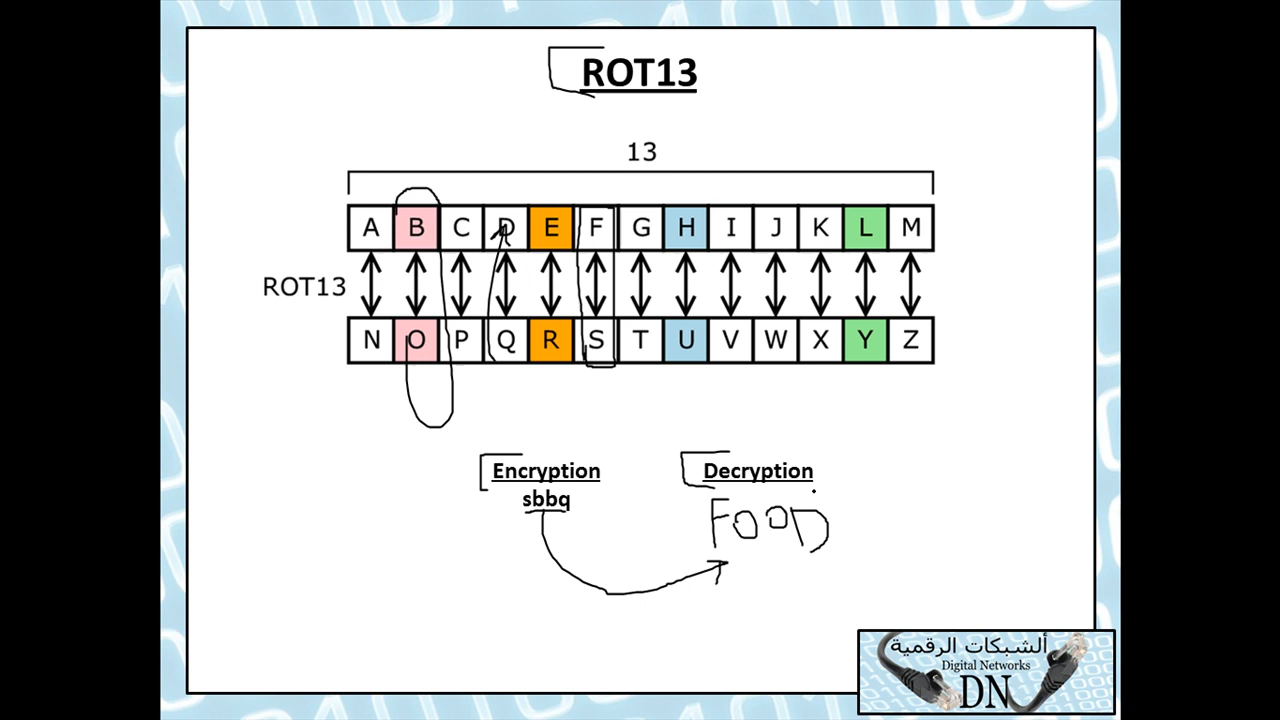 ROT13
13
A B C D E F G H I J K L M
ROT13
N O P Q R S T U V W X Y Z
Encryption Decryption
sbbq
FOOD
ألشبكات الرقمية
Digital Networks
DN